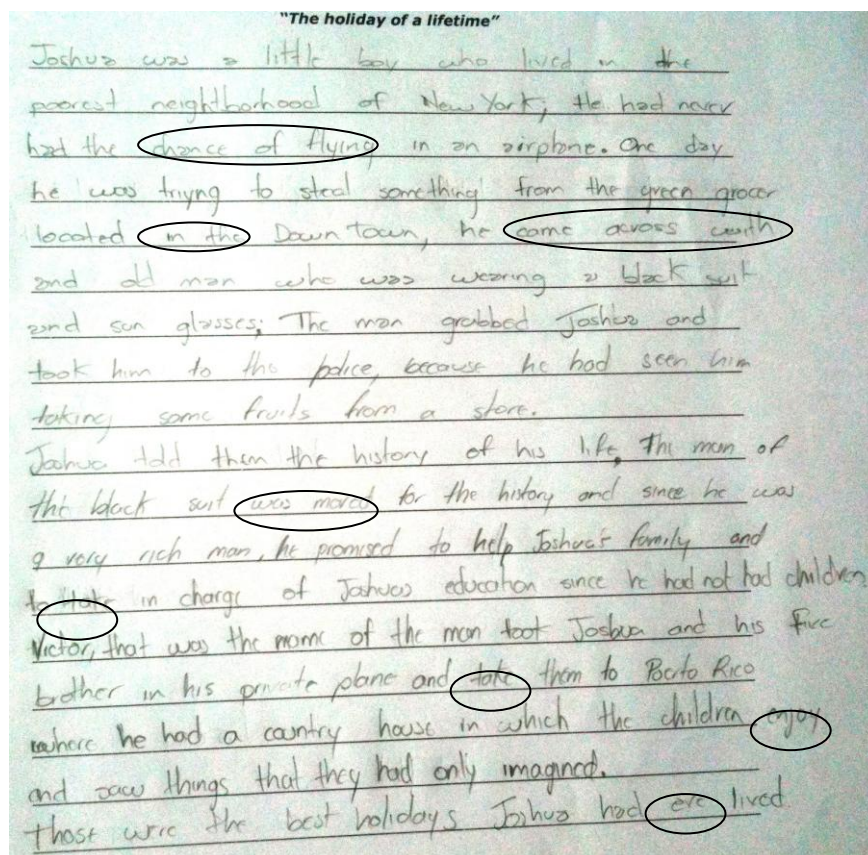 "The holiday of a lifetime"
Joshua was a little boy who lived in the
poorest neightborhood of New York; He had never
had the chance of flying in an airplane. One day
he was triyng to steal something from the green grocer
located in the Down town, he came across with
and old man who was wearing a black suit
and sun glasses; The man grabbed Joshua and
took him to the police, because he had seen him
taking some fruits from a store.
Joshua told them the history of his life, The man of
the black suit was moved for the history and since he was
a very rich man, he promised to help Joshua's family and
to take in charge of Joshuas education since he had not had children
Victor, that was the name of the man toot Joshua and his five
brother in his private plane and take them to Poerto Rico
where he had a country house in which the children enjoy
and saw things that they had only imagined.
Those were the best holidays Joshua had ere lived